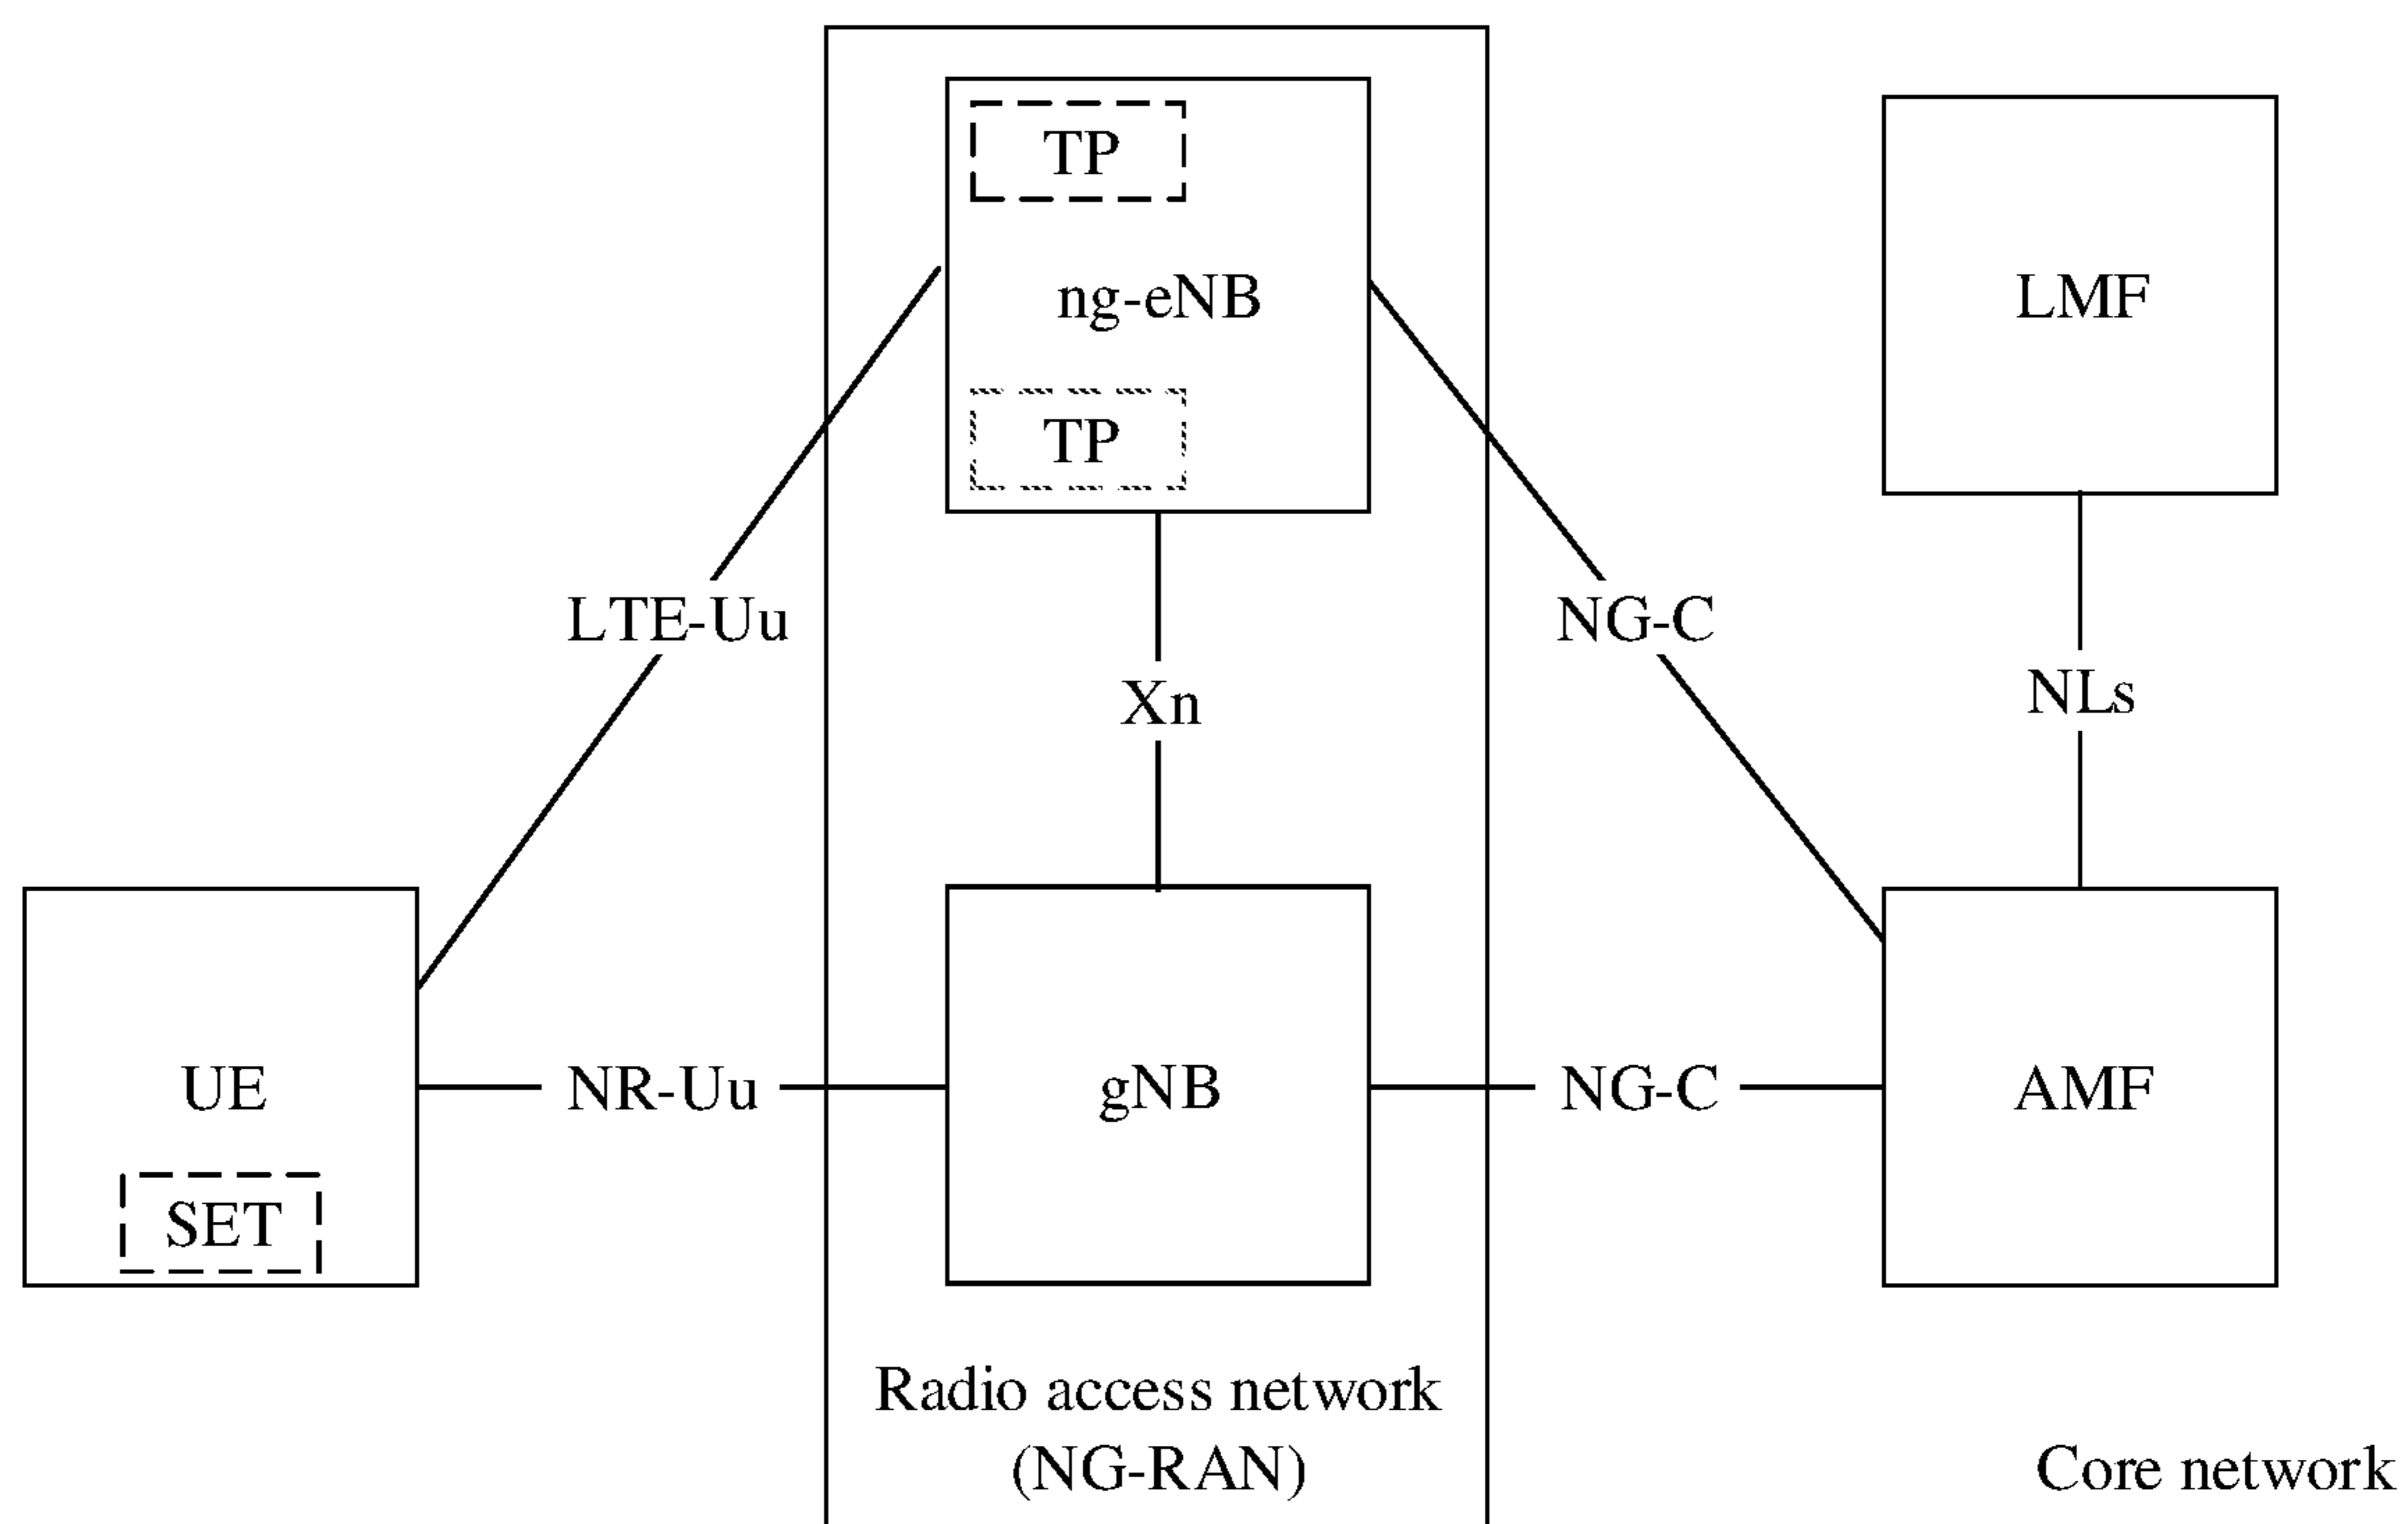 TP
ng-eNB
LMF
TP
LTE-Uu
NG-C
Xn
NLs
UE
NR-Uu
gNB
NG-C
AMF
SET
Radio access network
(NG-RAN)
Core network